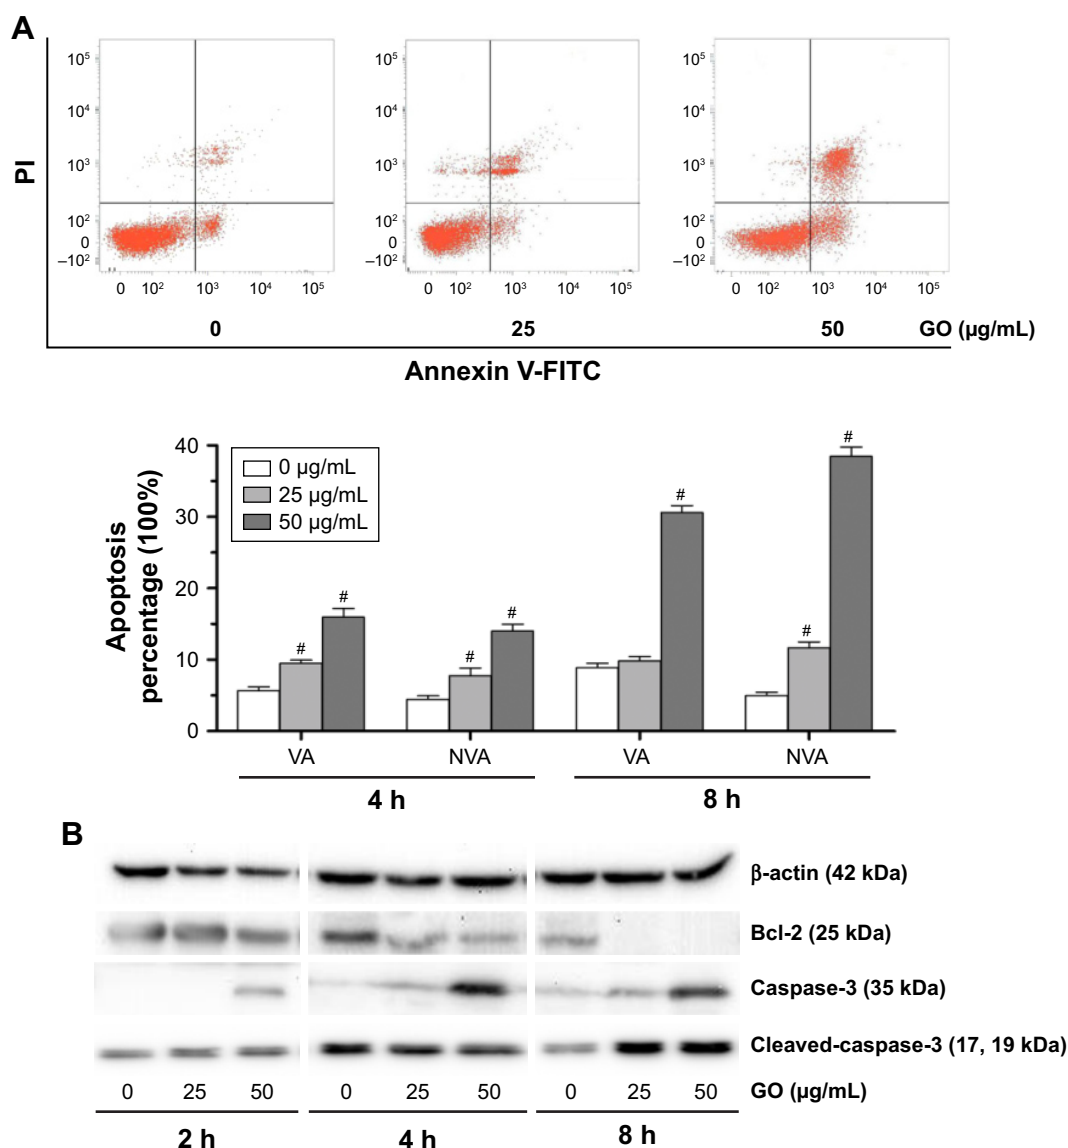 A
PI
10⁵
10⁴
10³
10²
0
–10²
10⁵
10⁴
10³
10²
0
–10²
10⁵
10⁴
10³
10²
0
–10²
0 10² 10³ 10⁴ 10⁵
0 10² 10³ 10⁴ 10⁵
0 10² 10³ 10⁴ 10⁵
0 25 50 GO (µg/mL)
Annexin V-FITC
Apoptosis
percentage (100%)
40
30
20
10
0
0 µg/mL
25 µg/mL
50 µg/mL
# # # # # # #
VA NVA VA NVA
4 h 8 h
B
β-actin (42 kDa)
Bcl-2 (25 kDa)
Caspase-3 (35 kDa)
Cleaved-caspase-3 (17, 19 kDa)
0 25 50 0 25 50 0 25 50 GO (µg/mL)
2 h 4 h 8 h